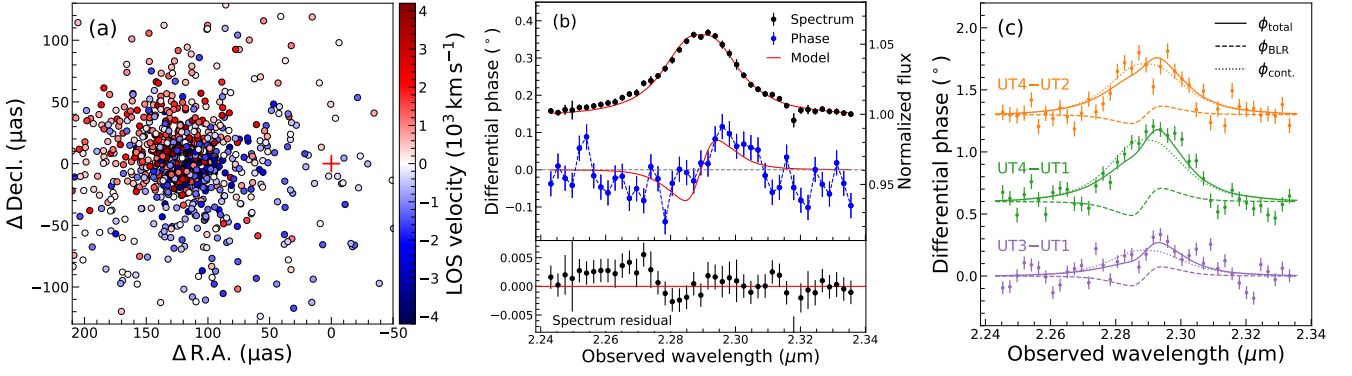 (a)
Δ Decl. (μas)
100
50
0
−50
−100
200
150
100
50
0
−50
Δ R.A. (μas)
4
3
2
1
0
−1
−2
−3
−4
LOS velocity (10³ km s⁻¹)
(b)
Spectrum
Phase
Model
Differential phase (°)
0.4
0.3
0.2
0.1
0.0
−0.1
1.05
1.00
0.95
Normalized flux
0.005
0.000
−0.005
Spectrum residual
2.24
2.26
2.28
2.30
2.32
2.34
Observed wavelength (μm)
(c)
ϕtotal
ϕBLR
ϕcont.
Differential phase (°)
2.0
1.5
1.0
0.5
0.0
UT4−UT2
UT4−UT1
UT3−UT1
2.24
2.26
2.28
2.30
2.32
2.34
Observed wavelength (μm)